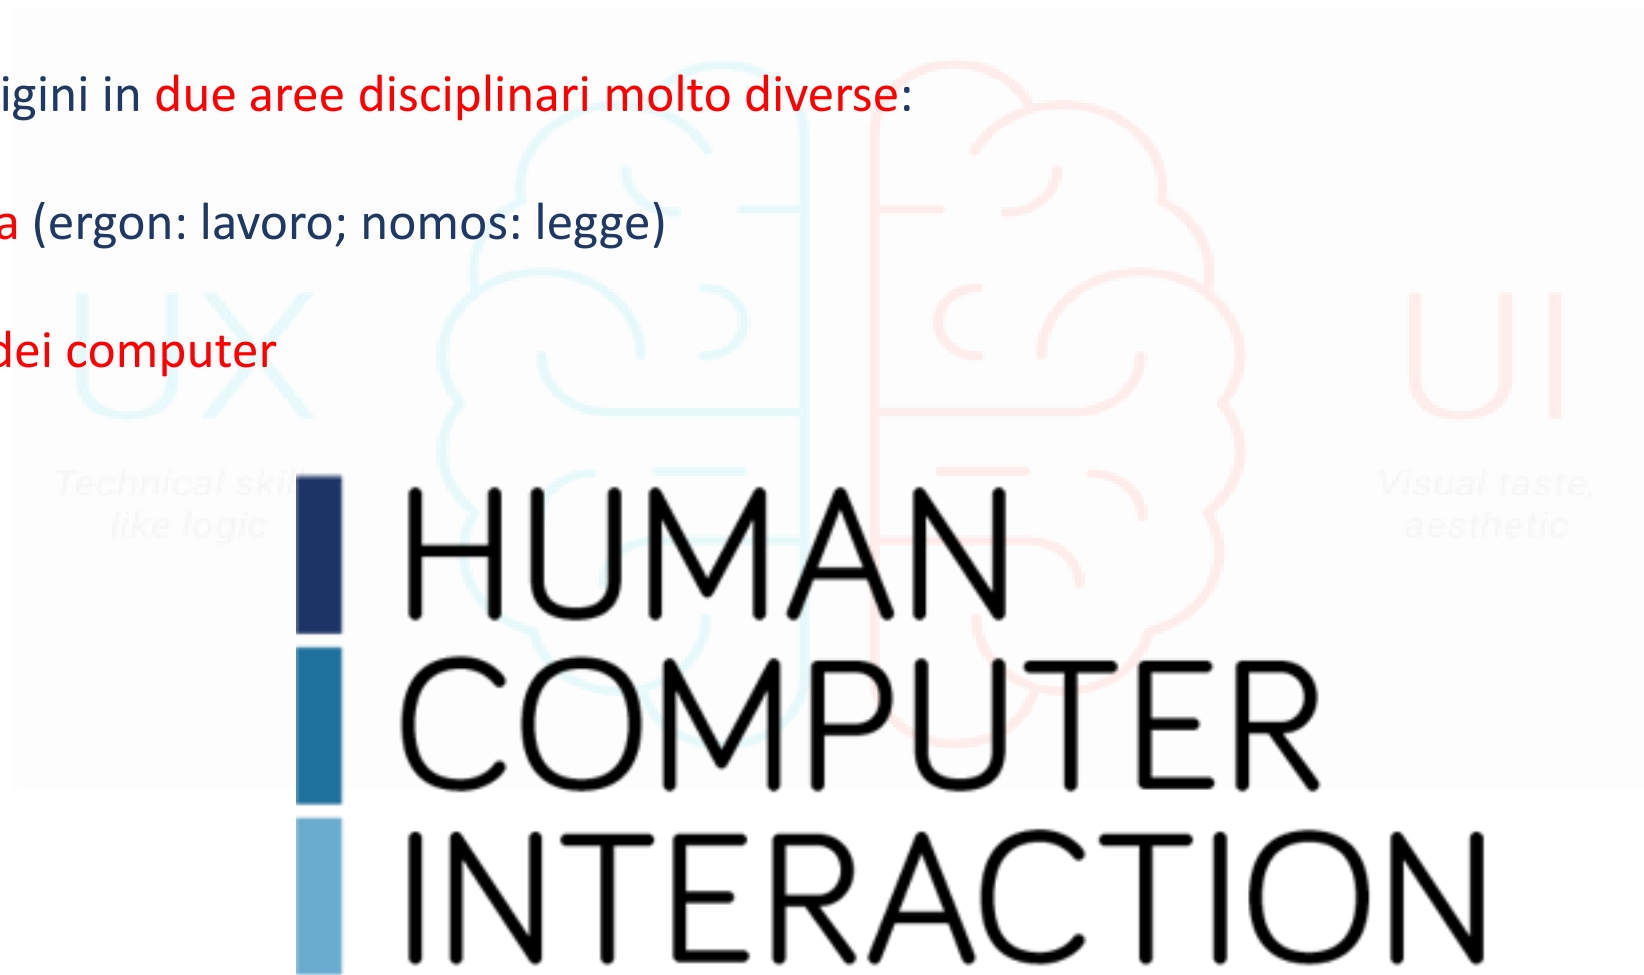 igini in due aree disciplinari molto diverse:
a (ergon: lavoro; nomos: legge)
dei computer
UX
UI
Technical skil
like logic
Visual taste,
aesthetic
HUMAN
COMPUTER
INTERACTION